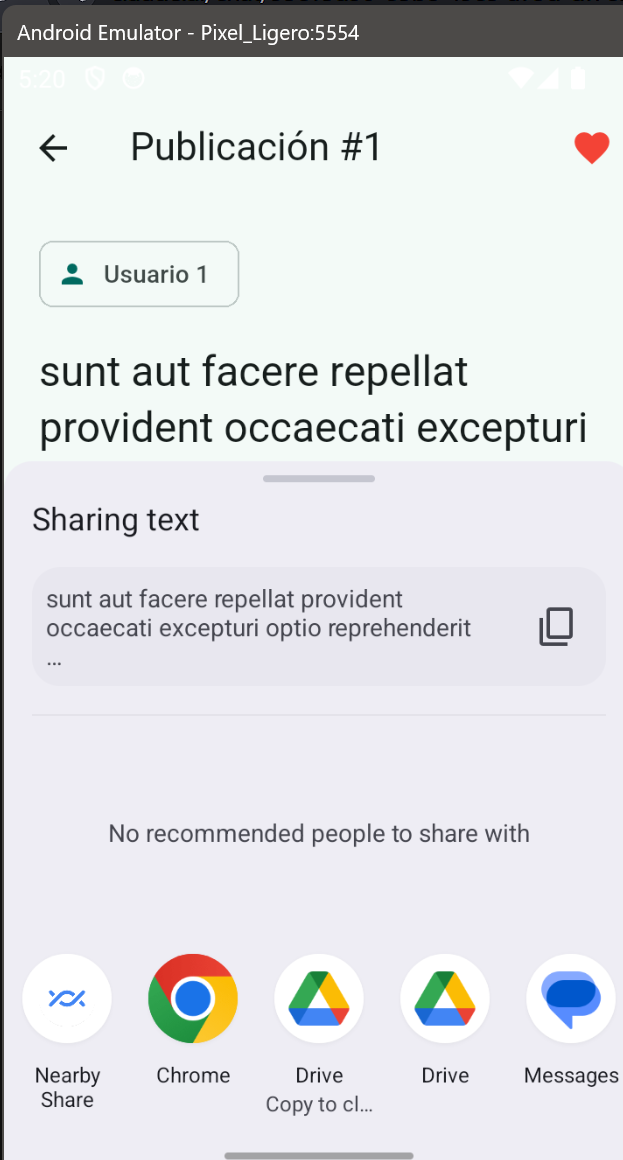 Android Emulator - Pixel_Ligero:5554
5:20
Publicación #1
Usuario 1
sunt aut facere repellat
provident occaecati excepturi
Sharing text
sunt aut facere repellat provident
occaecati excepturi optio reprehenderit
...
No recommended people to share with
Nearby
Share
Chrome
Drive
Copy to cl...
Drive
Messages